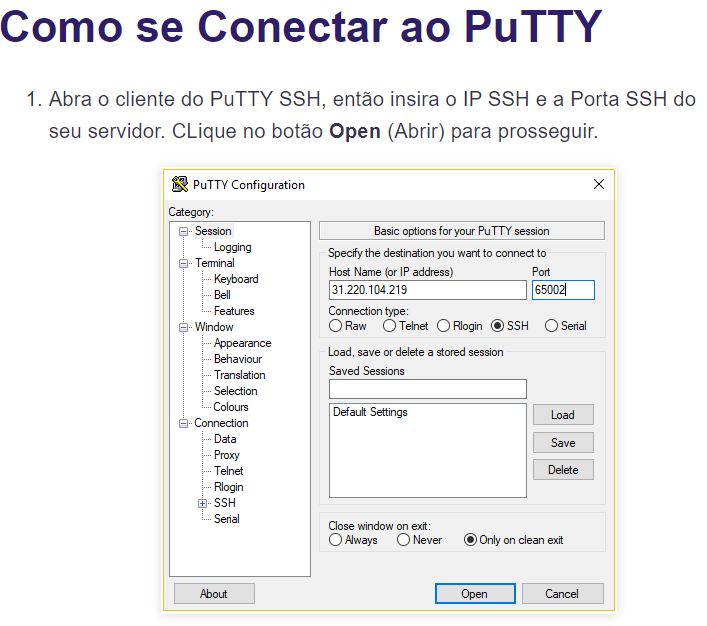 Como se Conectar ao PuTTY
1. Abra o cliente do PuTTY SSH, então insira o IP SSH e a Porta SSH do
seu servidor. CLique no botão Open (Abrir) para prosseguir.
PuTTY Configuration
Category:
Session
Logging
Terminal
Keyboard
Bell
Features
Window
Appearance
Behaviour
Translation
Selection
Colours
Connection
Data
Proxy
Telnet
Rlogin
SSH
Serial
Basic options for your PuTTY session
Specify the destination you want to connect to
Host Name (or IP address) Port
31.220.104.219 65002
Connection type:
Raw Telnet Rlogin SSH Serial
Load, save or delete a stored session
Saved Sessions
Default Settings
Load
Save
Delete
Close window on exit:
Always Never Only on clean exit
About Open Cancel